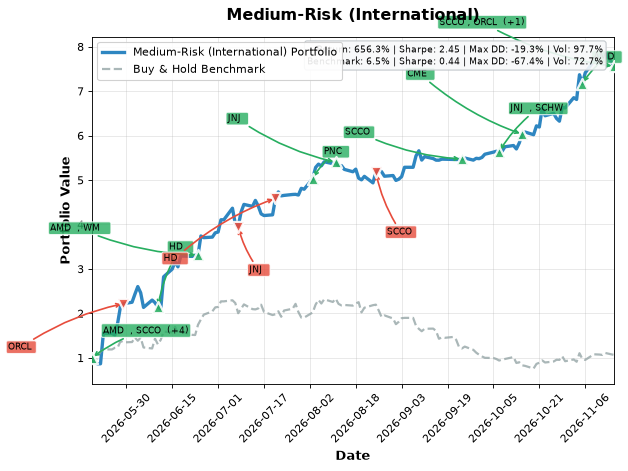 Medium-Risk (International)
SCCO , ORCL (+1)
Medium-Risk (International) Portfolio
Buy & Hold Benchmark
n: 656.3% | Sharpe: 2.45 | Max DD: -19.3% | Vol: 97.7%
Benchmark: 6.5% | Sharpe: 0.44 | Max DD: -67.4% | Vol: 72.7%
CME
JNJ
JNJ , SCHW
SCCO
PNC
AMD , WM
HD
HD
SCCO
JNJ
AMD , SCCO (+4)
ORCL
Portfolio Value
8
7
6
5
4
3
2
1
2026-05-30
2026-06-15
2026-07-01
2026-07-17
2026-08-02
2026-08-18
2026-09-03
2026-09-19
2026-10-05
2026-10-21
2026-11-06
Date